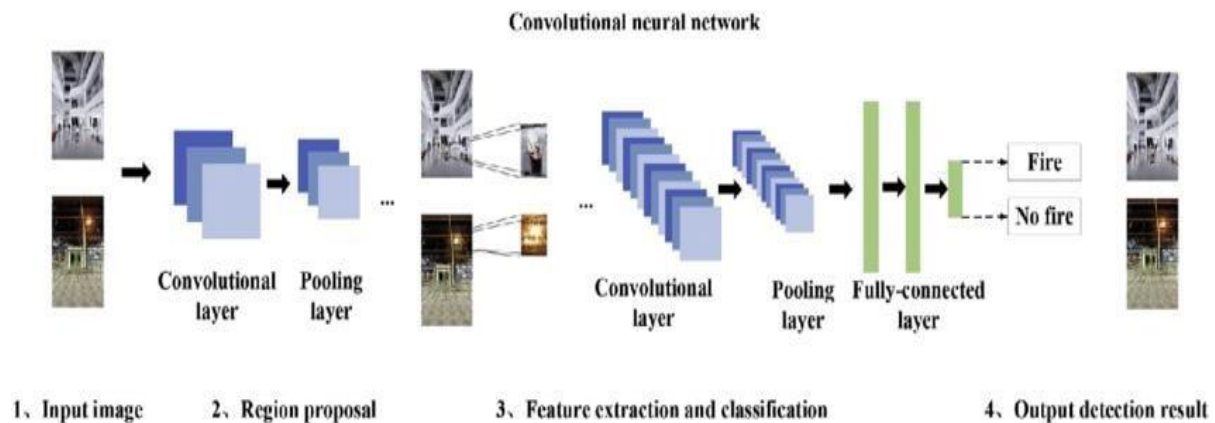 Convolutional neural network
...
...
Fire
No fire
Convolutional
layer
Pooling
layer
Convolutional
layer
Pooling
layer
Fully-connected
layer
1、Input image
2、Region proposal
3、Feature extraction and classification
4、Output detection result